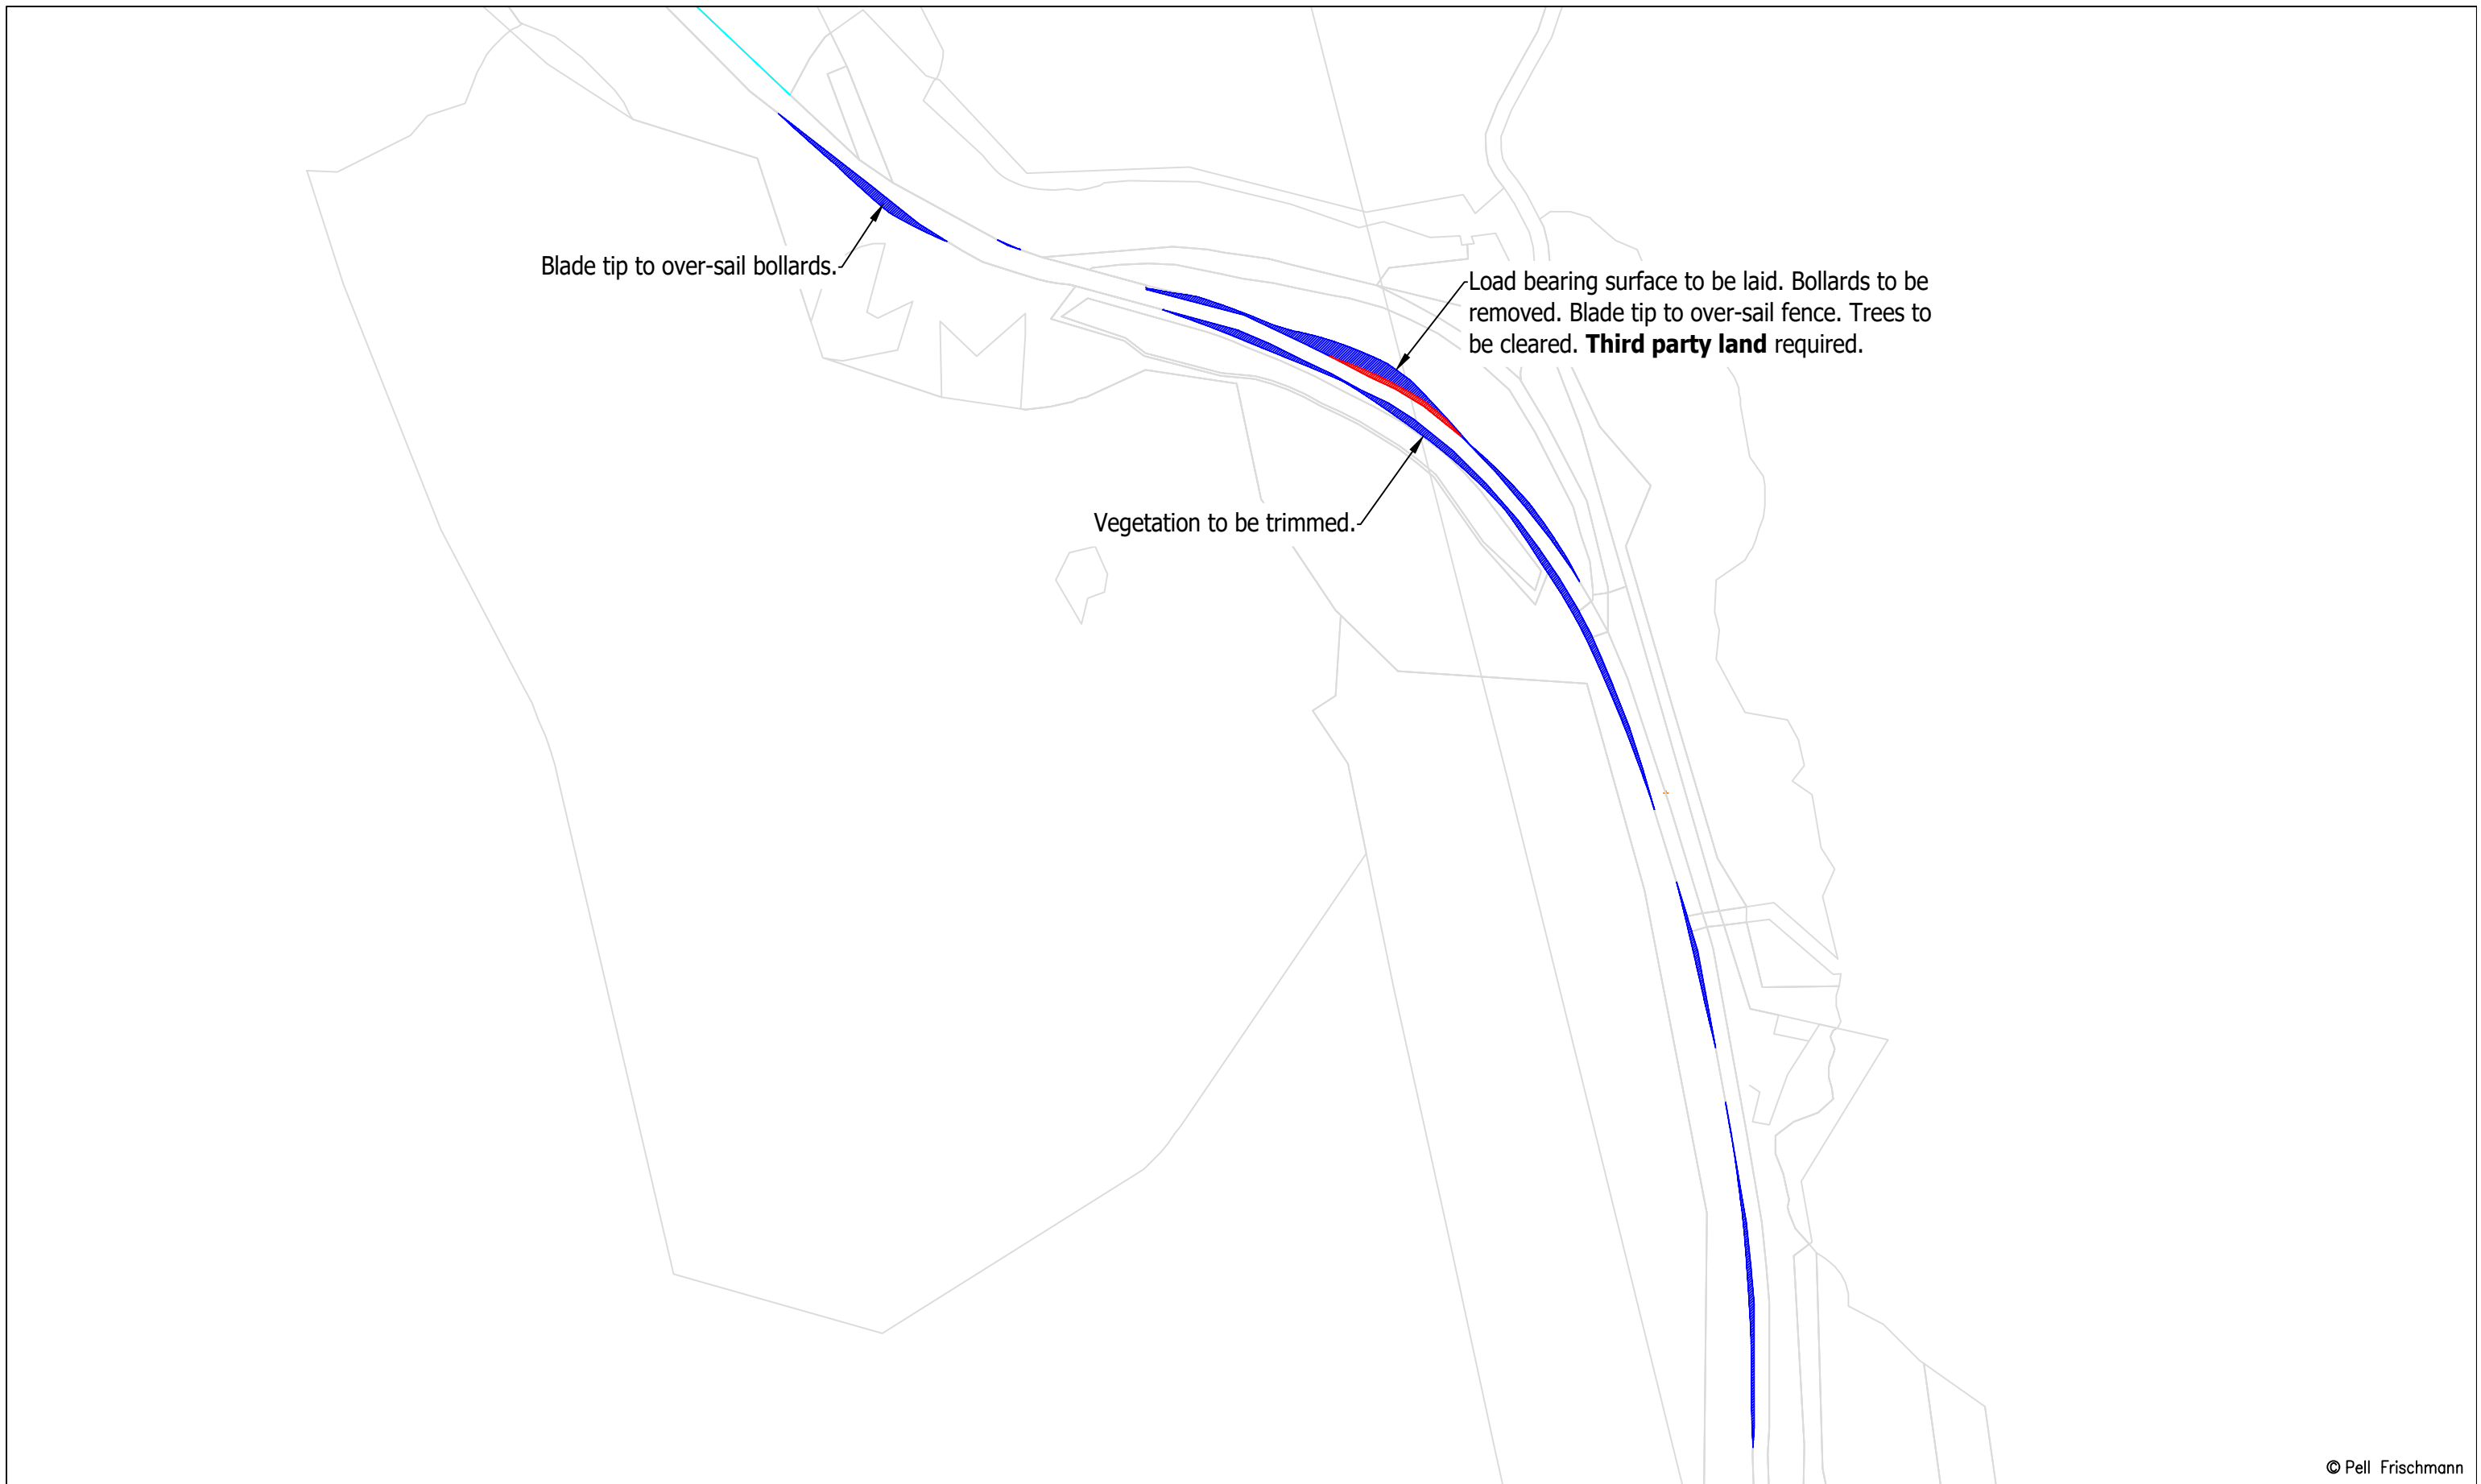 Blade tip to over-sail bollards.
Load bearing surface to be laid. Bollards to be
removed. Blade tip to over-sail fence. Trees to
be cleared. Third party land required.
Vegetation to be trimmed.
© Pell Frischmann